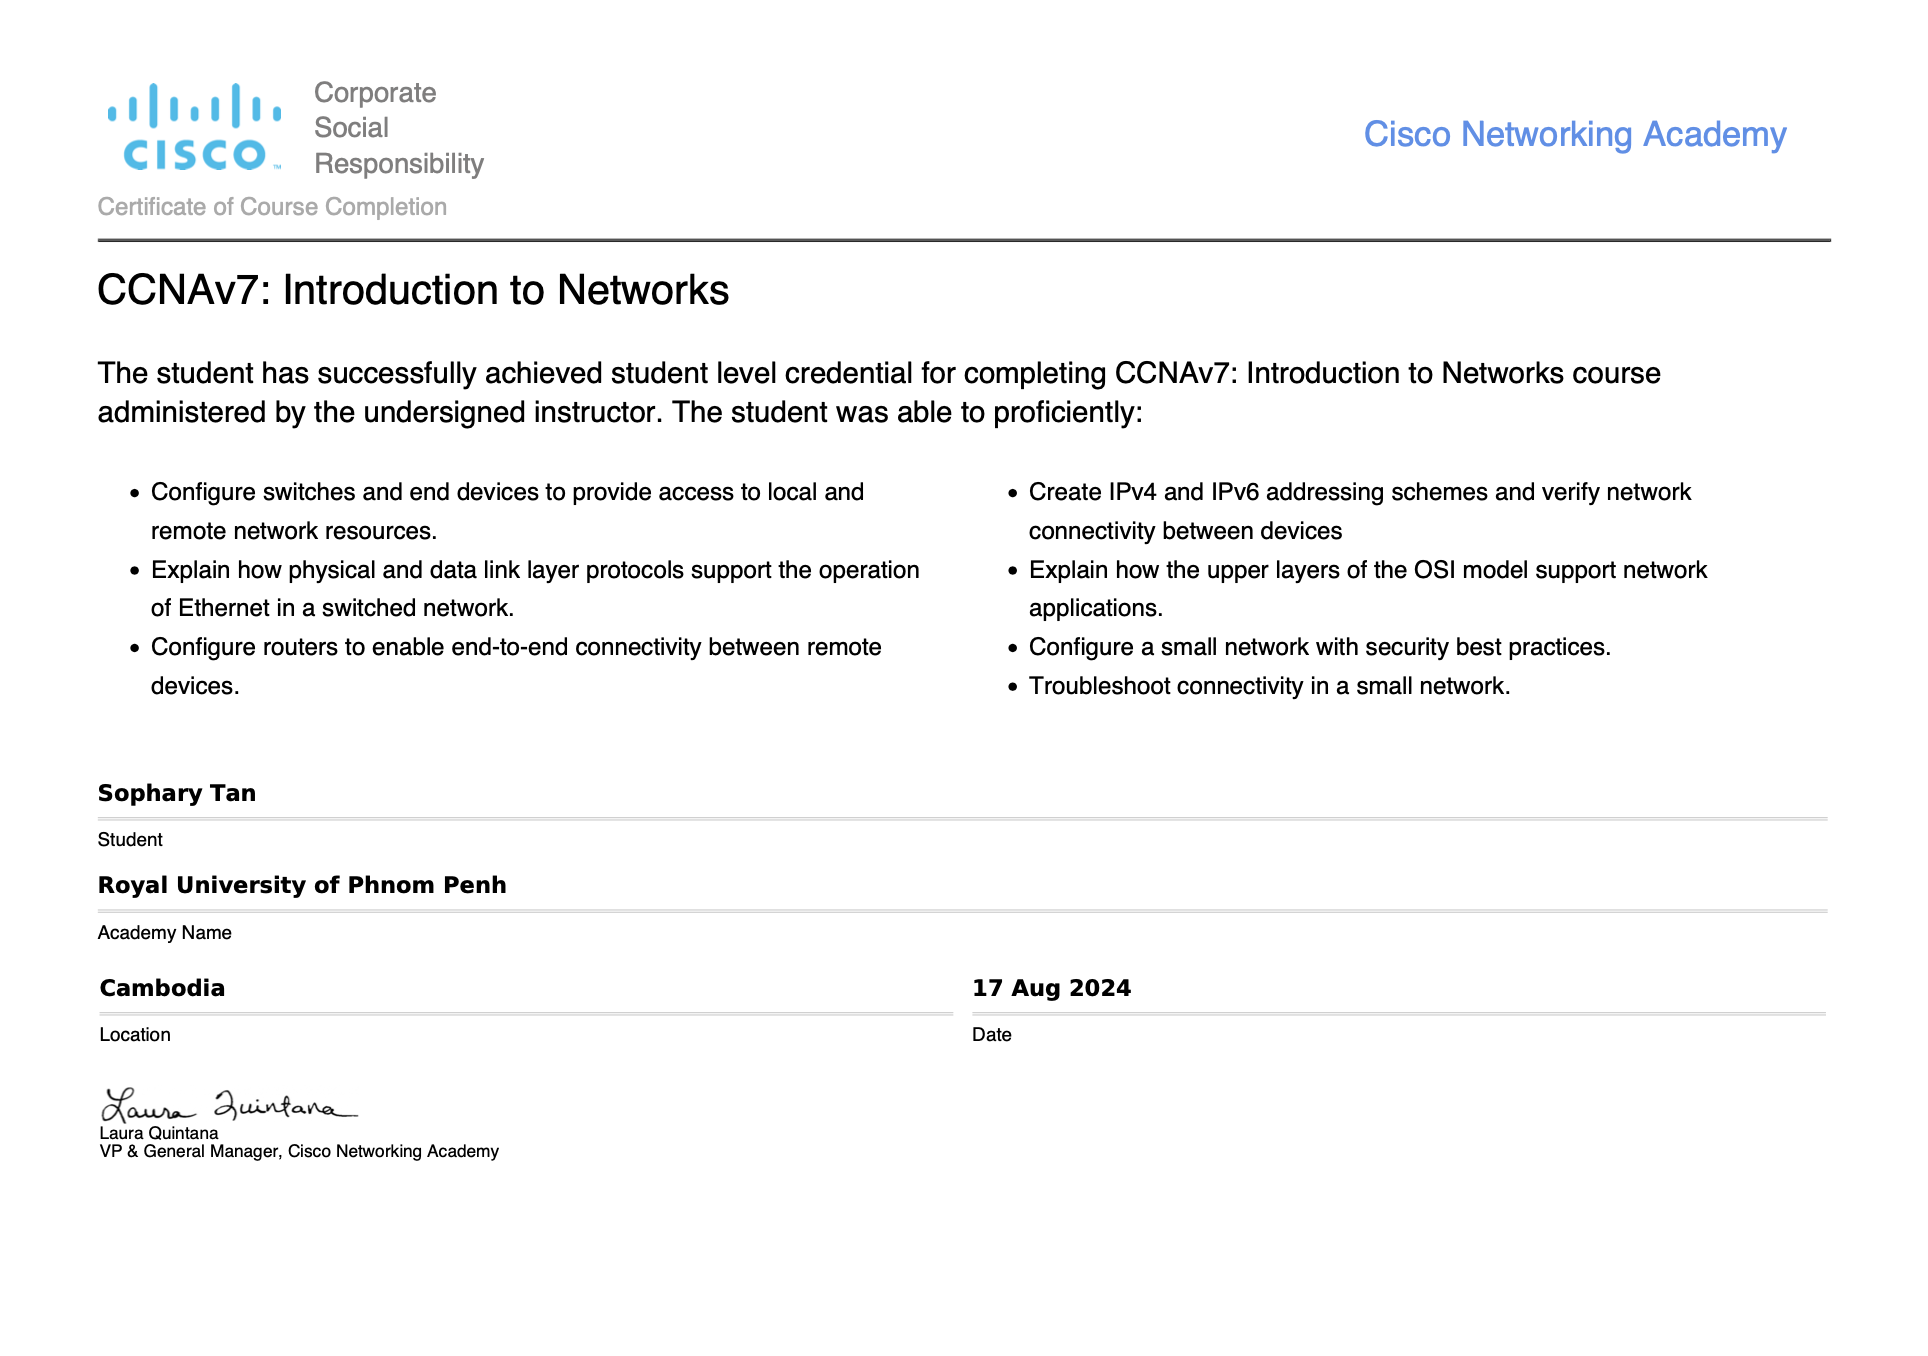 CISCO™
Corporate
Social
Responsibility
Cisco Networking Academy
Certificate of Course Completion
CCNAv7: Introduction to Networks
The student has successfully achieved student level credential for completing CCNAv7: Introduction to Networks course
administered by the undersigned instructor. The student was able to proficiently:
• Configure switches and end devices to provide access to local and
remote network resources.
• Explain how physical and data link layer protocols support the operation
of Ethernet in a switched network.
• Configure routers to enable end-to-end connectivity between remote
devices.
• Create IPv4 and IPv6 addressing schemes and verify network
connectivity between devices
• Explain how the upper layers of the OSI model support network
applications.
• Configure a small network with security best practices.
• Troubleshoot connectivity in a small network.
Sophary Tan
Student
Royal University of Phnom Penh
Academy Name
Cambodia
Location
17 Aug 2024
Date
Laura Quintana
Laura Quintana
VP & General Manager, Cisco Networking Academy